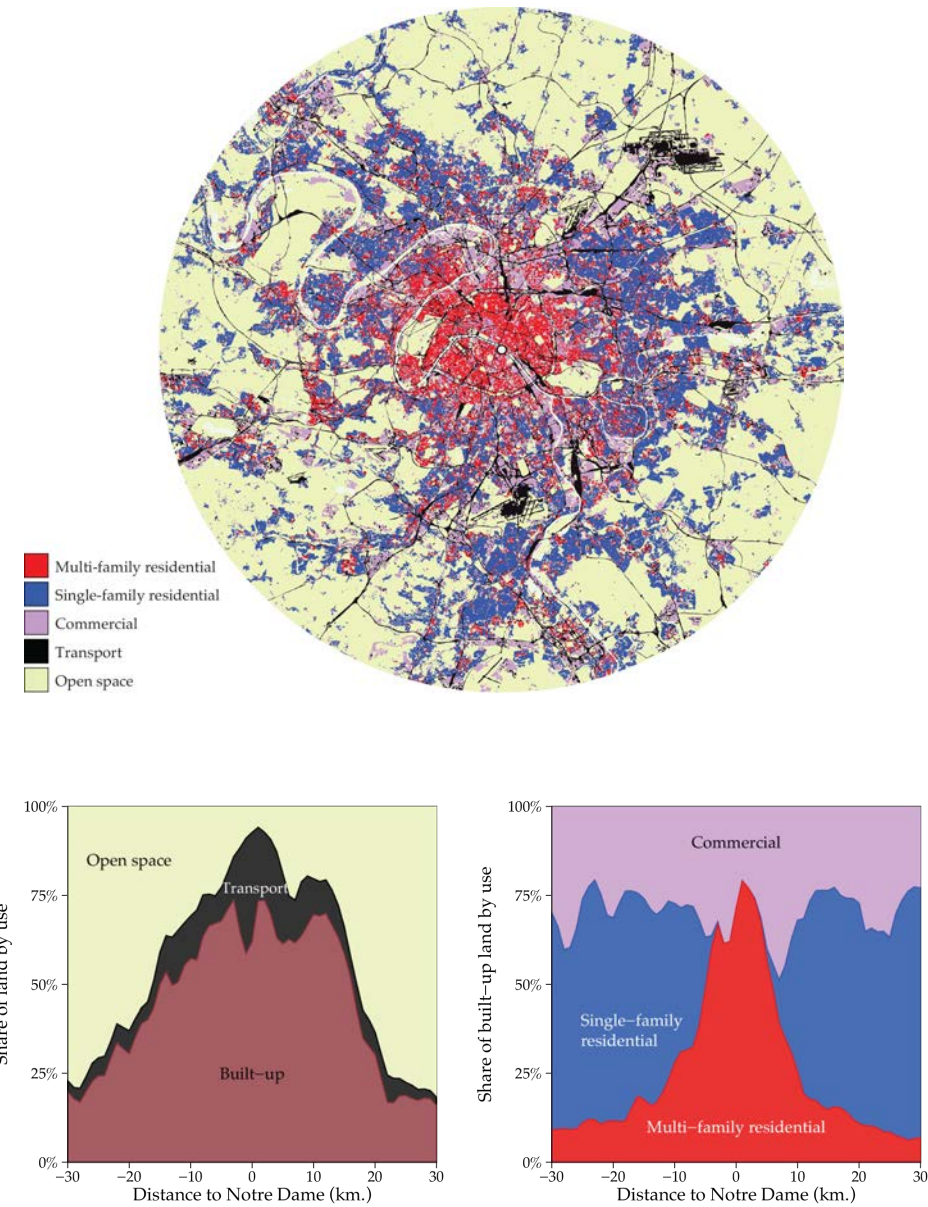 Multi-family residential
Single-family residential
Commercial
Transport
Open space
Share of land by use
100%
75%
50%
25%
0%
Open space
Transport
Built−up
−30
−20
−10
0
10
20
30
Distance to Notre Dame (km.)
Share of built−up land by use
100%
75%
50%
25%
0%
Commercial
Single−family
residential
Multi−family residential
−30
−20
−10
0
10
20
30
Distance to Notre Dame (km.)